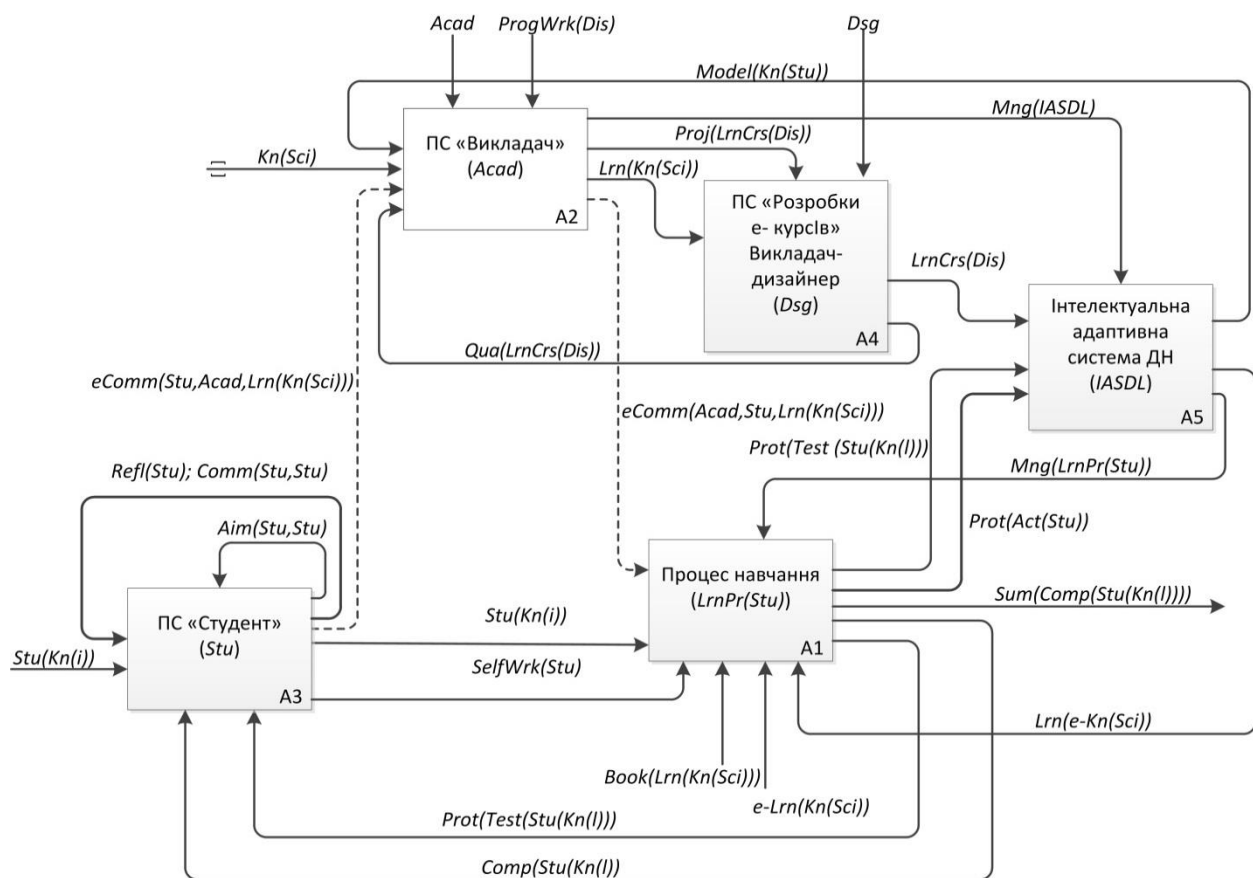 Acad
ProgWrk(Dis)
Dsg
Model(Kn(Stu))
Mng(IASDL)
ПС «Викладач»
(Acad)
A2
Proj(LrnCrs(Dis))
Kn(Sci)
[ ]
Lrn(Kn(Sci))
ПС «Розробки
е- курсІв»
Викладач-
дизайнер
(Dsg)
A4
LrnCrs(Dis)
Інтелектуальна
адаптивна
система ДН
(IASDL)
A5
Qua(LrnCrs(Dis))
eComm(Stu,Acad,Lrn(Kn(Sci)))
eComm(Acad,Stu,Lrn(Kn(Sci)))
Prot(Test (Stu(Kn(l)))
Mng(LrnPr(Stu))
Refl(Stu); Comm(Stu,Stu)
Aim(Stu,Stu)
Prot(Act(Stu))
Процес навчання
(LrnPr(Stu))
A1
Sum(Comp(Stu(Kn(l))))
ПС «Студент»
(Stu)
A3
Stu(Kn(i))
Stu(Kn(i))
SelfWrk(Stu)
Lrn(e-Kn(Sci))
Book(Lrn(Kn(Sci)))
e-Lrn(Kn(Sci))
Prot(Test(Stu(Kn(l)))
Comp(Stu(Kn(l))